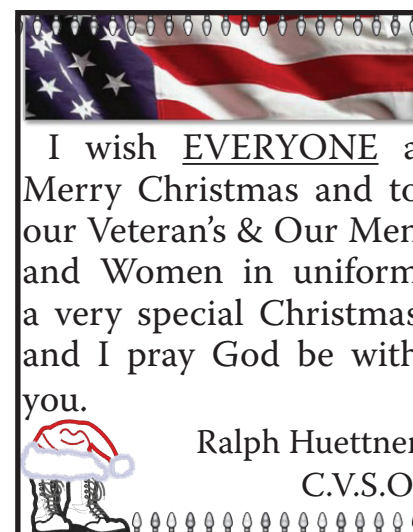 I wish EVERYONE a
Merry Christmas and to
our Veteran's & Our Men
and Women in uniform
a very special Christmas
and I pray God be with
you.
Ralph Huettner
C.V.S.O.